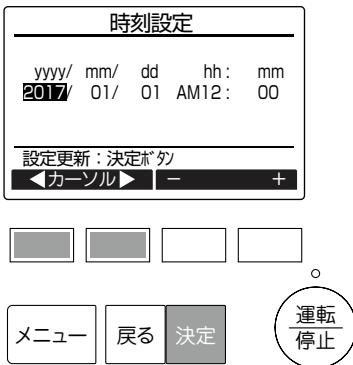 時刻設定
yyyy/ mm/ dd hh : mm
2017/ 01/ 01 AM12 : 00
設定更新：決定ﾎﾞﾀﾝ
◀カーソル▶ － ＋
メニュー 戻る 決定
運転
停止